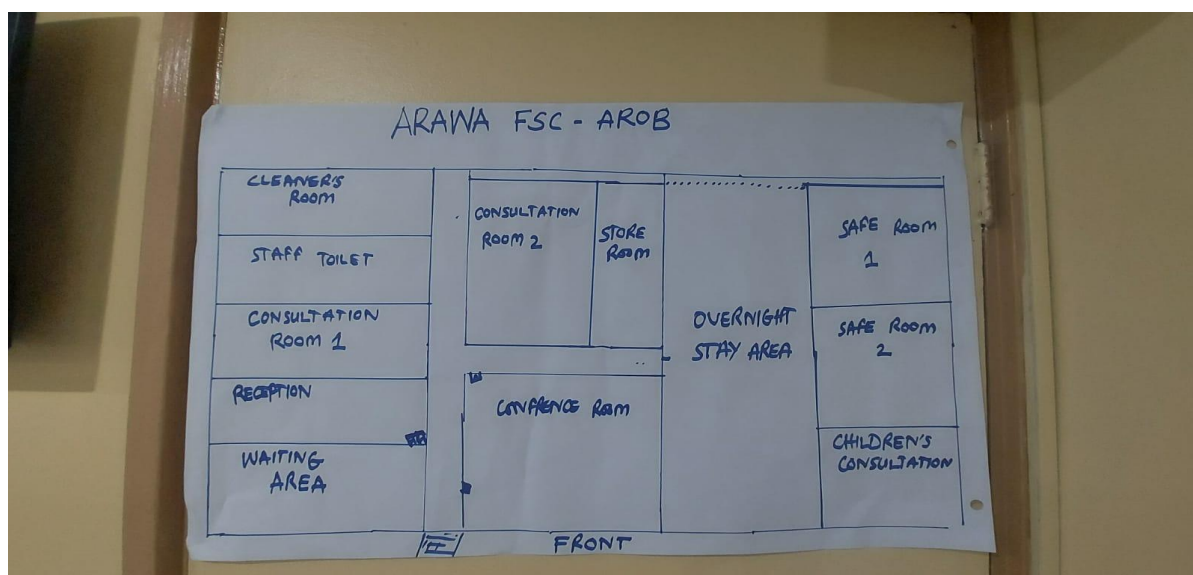 ARAWA FSC - AROB
CLEANER'S
ROOM
STAFF TOILET
CONSULTATION
ROOM 1
RECEPTION
WAITING
AREA
CONSULTATION
ROOM 2
STORE
ROOM
CONFRENCE ROOM
OVERNIGHT
STAY AREA
SAFE ROOM
1
SAFE ROOM
2
CHILDREN'S
CONSULTATION
FRONT